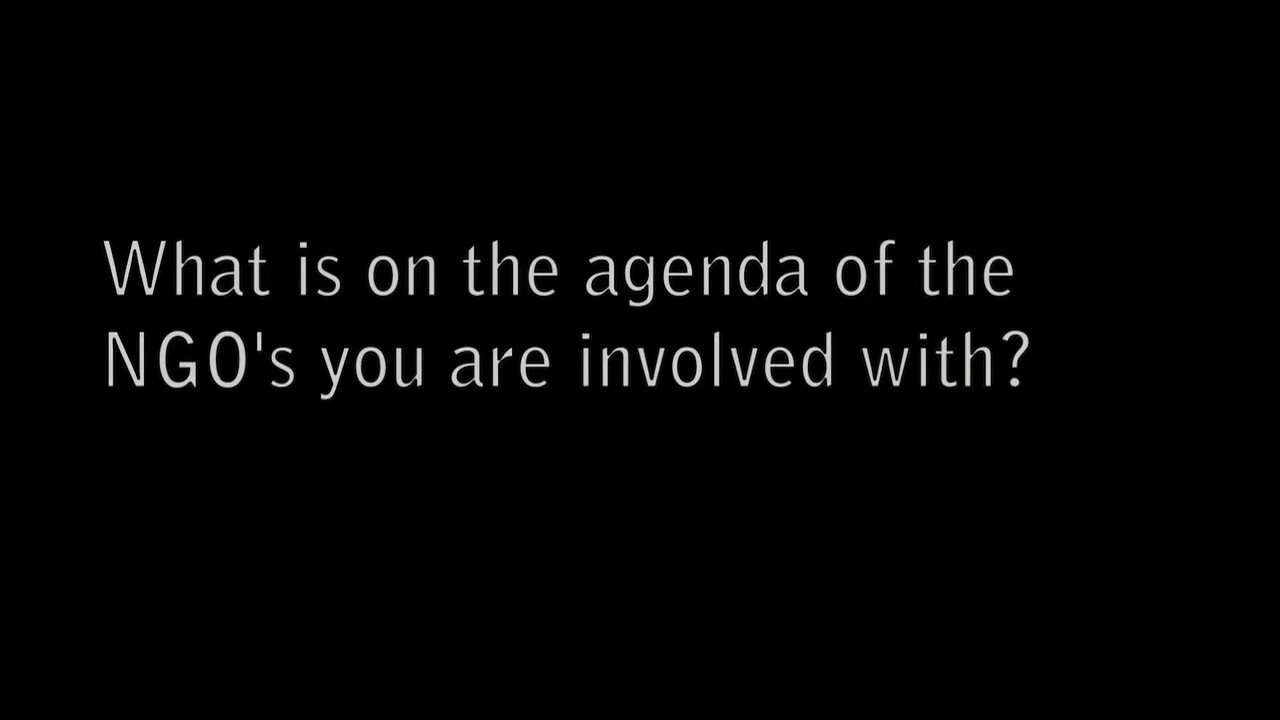 What is on the agenda of the
NGO's you are involved with?